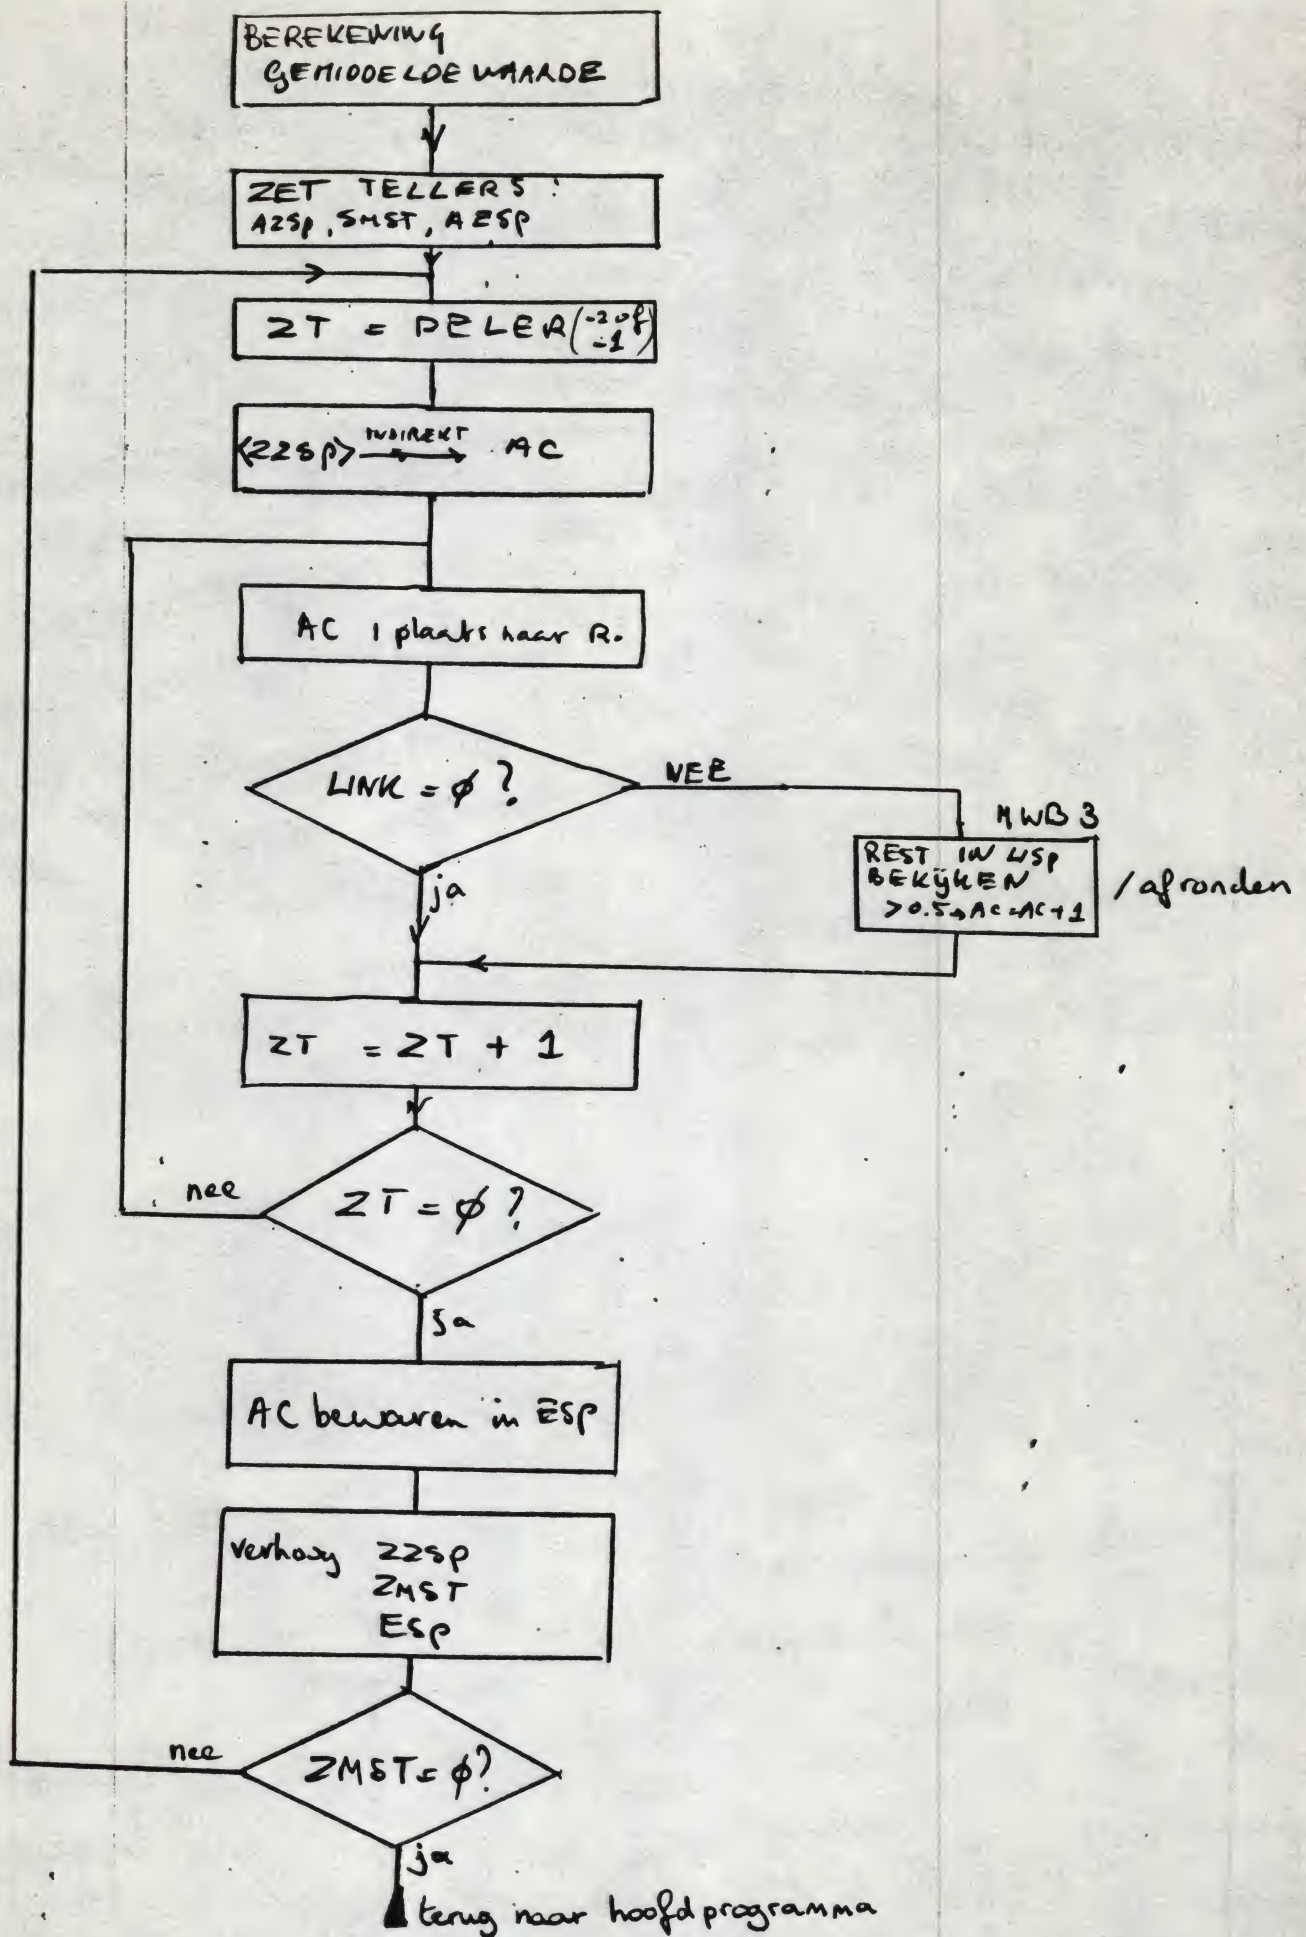 BEREKENING
GEMIDDELDE WAARDE
ZET TELLERS:
AZSP, SMST, AESP
ZT = DELER (-2 of
-1)
<ZZSP> INDIREKT AC
AC 1 plaats naar R.
LINK = ø ?
NEE
ja
MWB 3
REST IN WSP
BEKIJKEN
>0.5→AC=AC+1
/afronden
ZT = ZT + 1
ZT = ø ?
nee
ja
AC bewaren in ESP
verhoog ZZSP
ZMST
ESP
ZMST = ø?
nee
ja
terug naar hoofdprogramma